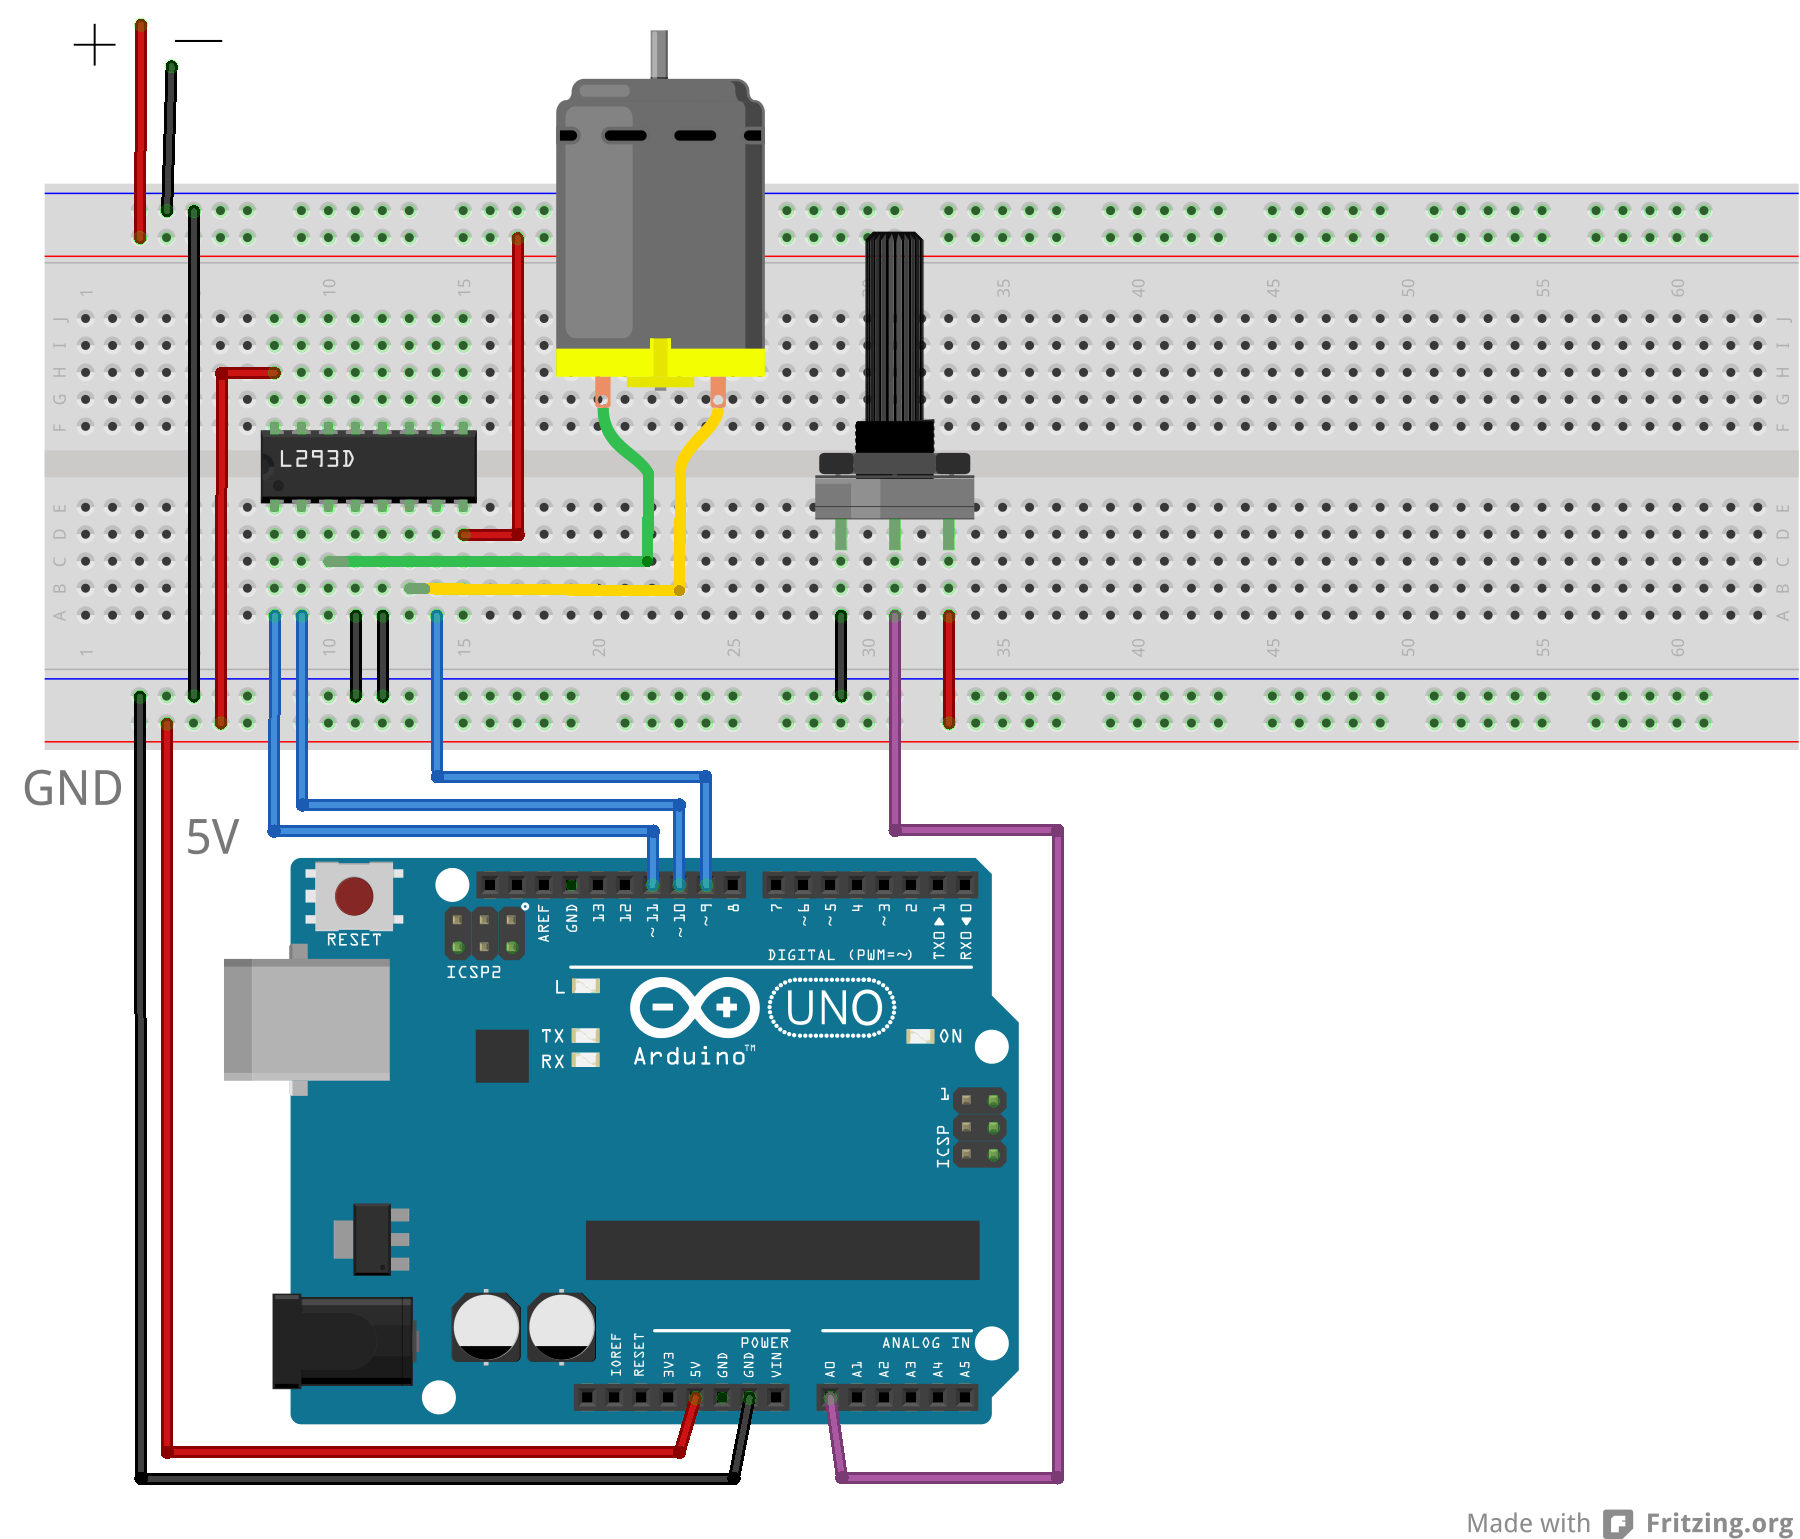 + —
1 10 15 30 35 40 45 50 55 60
J J
I I
H H
G G
F F
L293D
E E
D D
C C
B B
A A
1 10 15 20 25 30 35 40 45 50 55 60
GND
5V
RESET
ICSP2
AREF GND 13 12 ~11 ~10 ~9 8 7 ~6 ~5 4 ~3 2 TX0▶1 RX0◀0
DIGITAL (PWM=~)
L
TX
RX
UNO
ON
Arduino™
1
ICSP
POWER
ANALOG IN
IOREF RESET 3V3 5V GND GND VIN A0 A1 A2 A3 A4 A5
Made with Fritzing.org